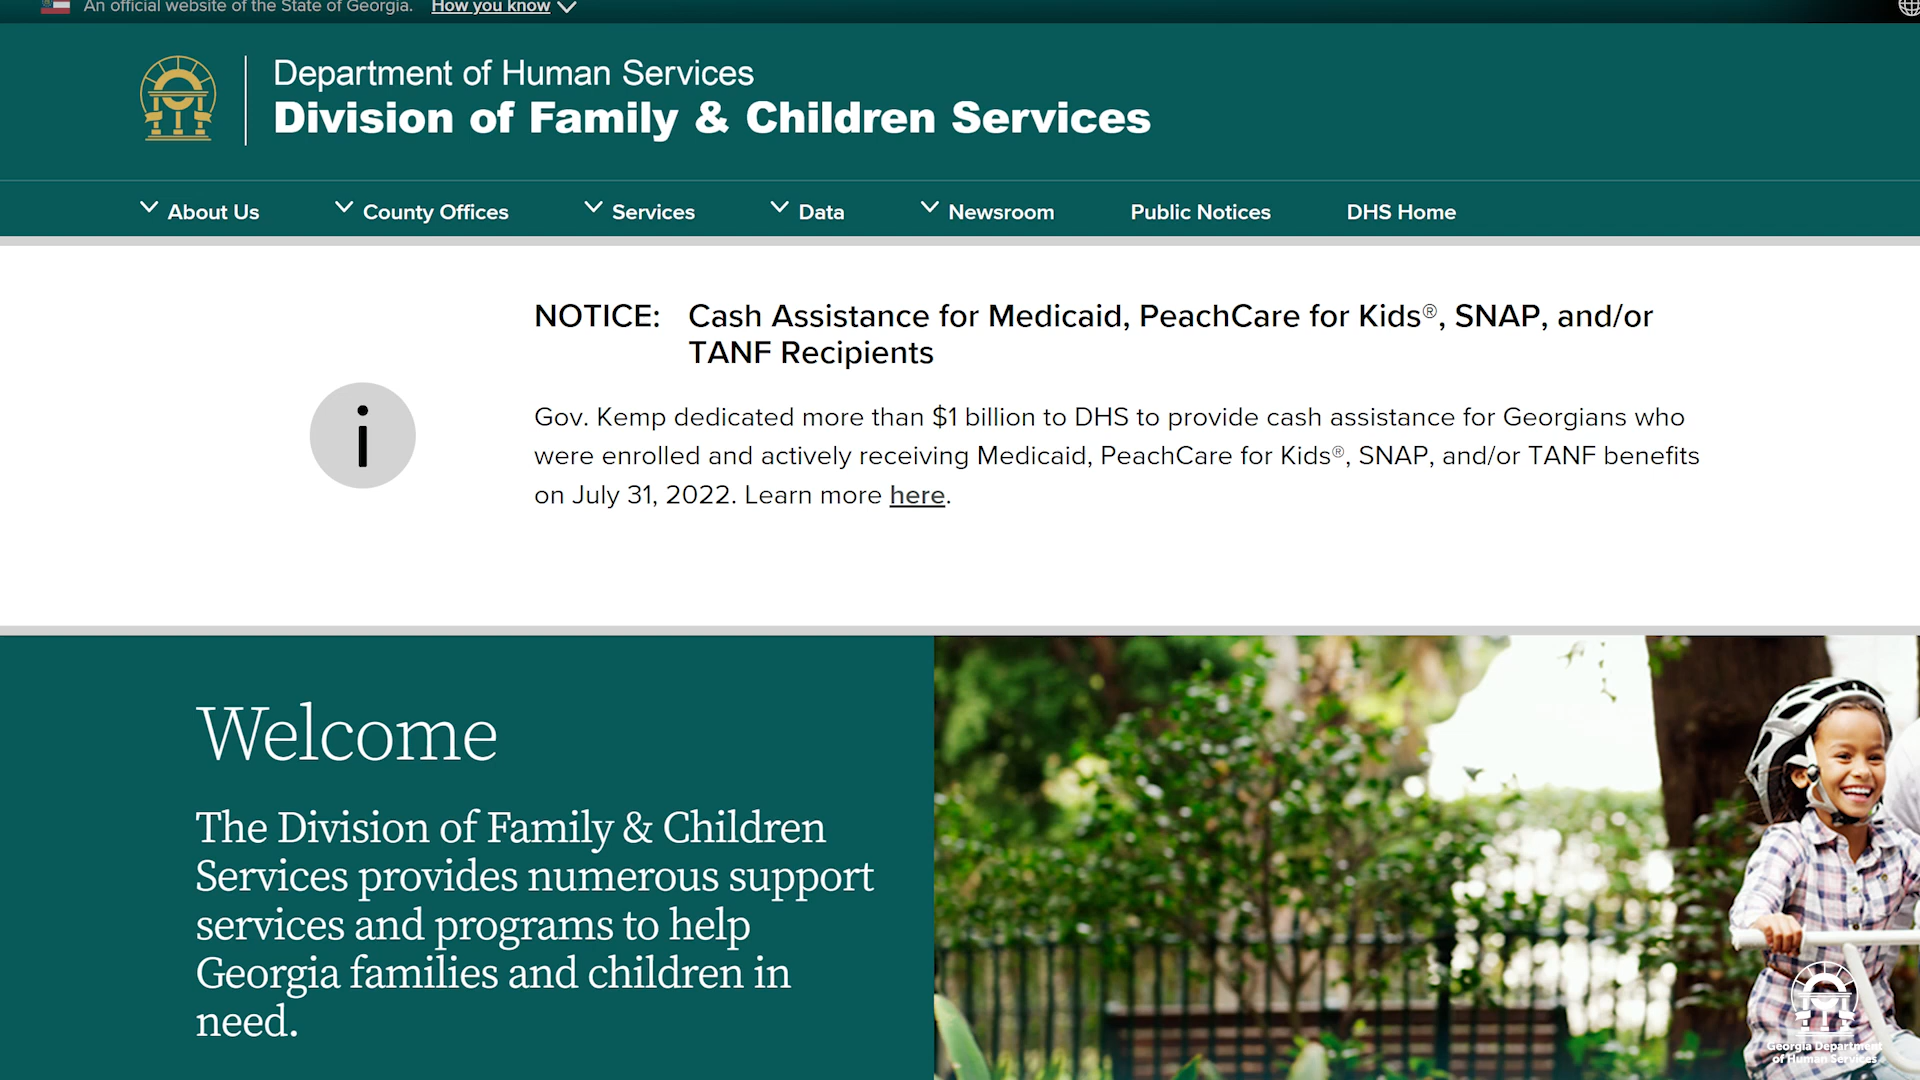 An official website of the State of Georgia. How you know
Department of Human Services
Division of Family & Children Services
About Us County Offices Services Data Newsroom Public Notices DHS Home
NOTICE: Cash Assistance for Medicaid, PeachCare for Kids®, SNAP, and/or
TANF Recipients
i
Gov. Kemp dedicated more than $1 billion to DHS to provide cash assistance for Georgians who
were enrolled and actively receiving Medicaid, PeachCare for Kids®, SNAP, and/or TANF benefits
on July 31, 2022. Learn more here.
Welcome
The Division of Family & Children
Services provides numerous support
services and programs to help
Georgia families and children in
need.
Georgia Department
of Human Services